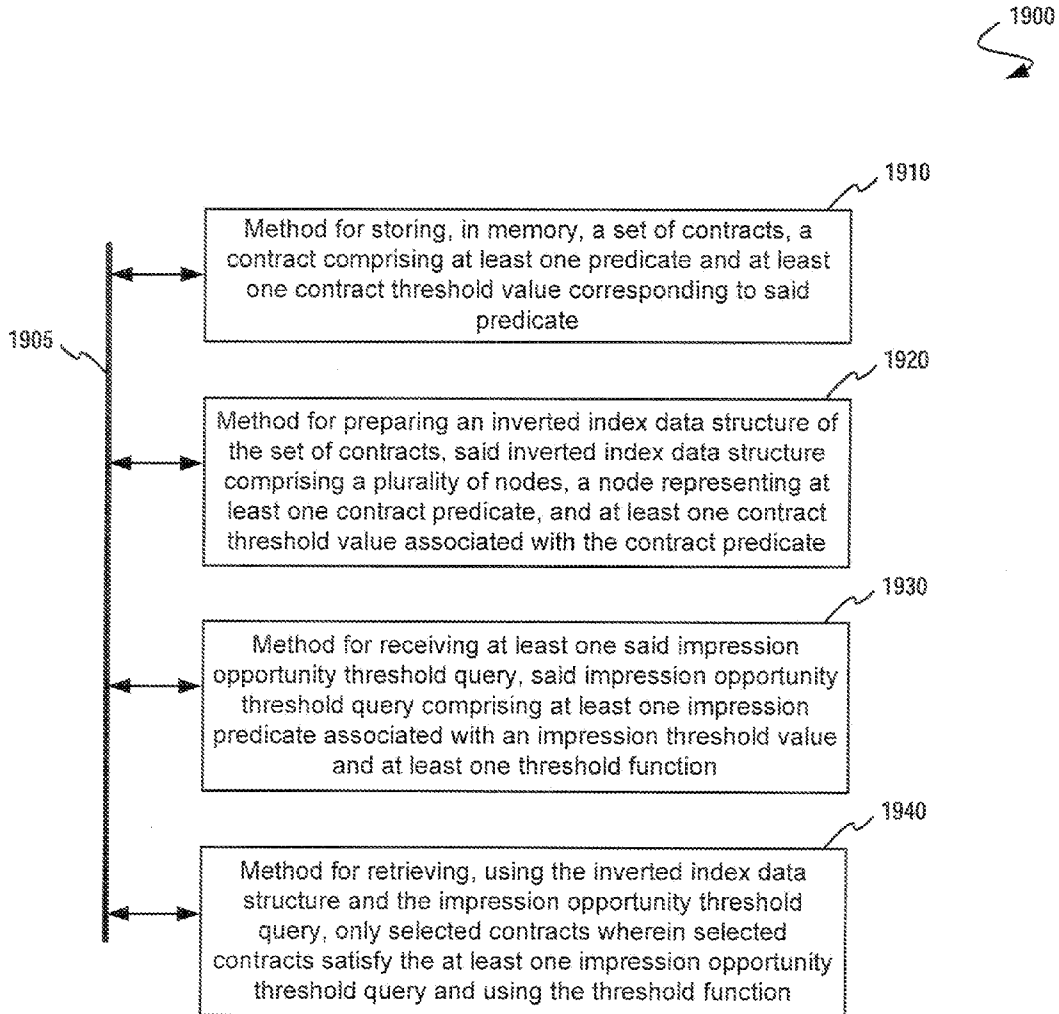 1900
1910
Method for storing, in memory, a set of contracts, a
contract comprising at least one predicate and at least
one contract threshold value corresponding to said
predicate
1905
1920
Method for preparing an inverted index data structure of
the set of contracts, said inverted index data structure
comprising a plurality of nodes, a node representing at
least one contract predicate, and at least one contract
threshold value associated with the contract predicate
1930
Method for receiving at least one said impression
opportunity threshold query, said impression opportunity
threshold query comprising at least one impression
predicate associated with an impression threshold value
and at least one threshold function
1940
Method for retrieving, using the inverted index data
structure and the impression opportunity threshold
query, only selected contracts wherein selected
contracts satisfy the at least one impression opportunity
threshold query and using the threshold function